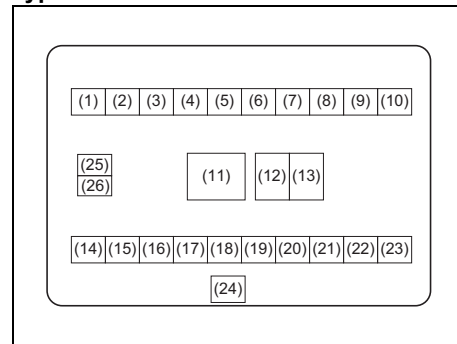 (1) (2) (3) (4) (5) (6) (7) (8) (9) (10)
(25)
(26)
(11) (12) (13)
(14) (15) (16) (17) (18) (19) (20) (21) (22) (23)
(24)